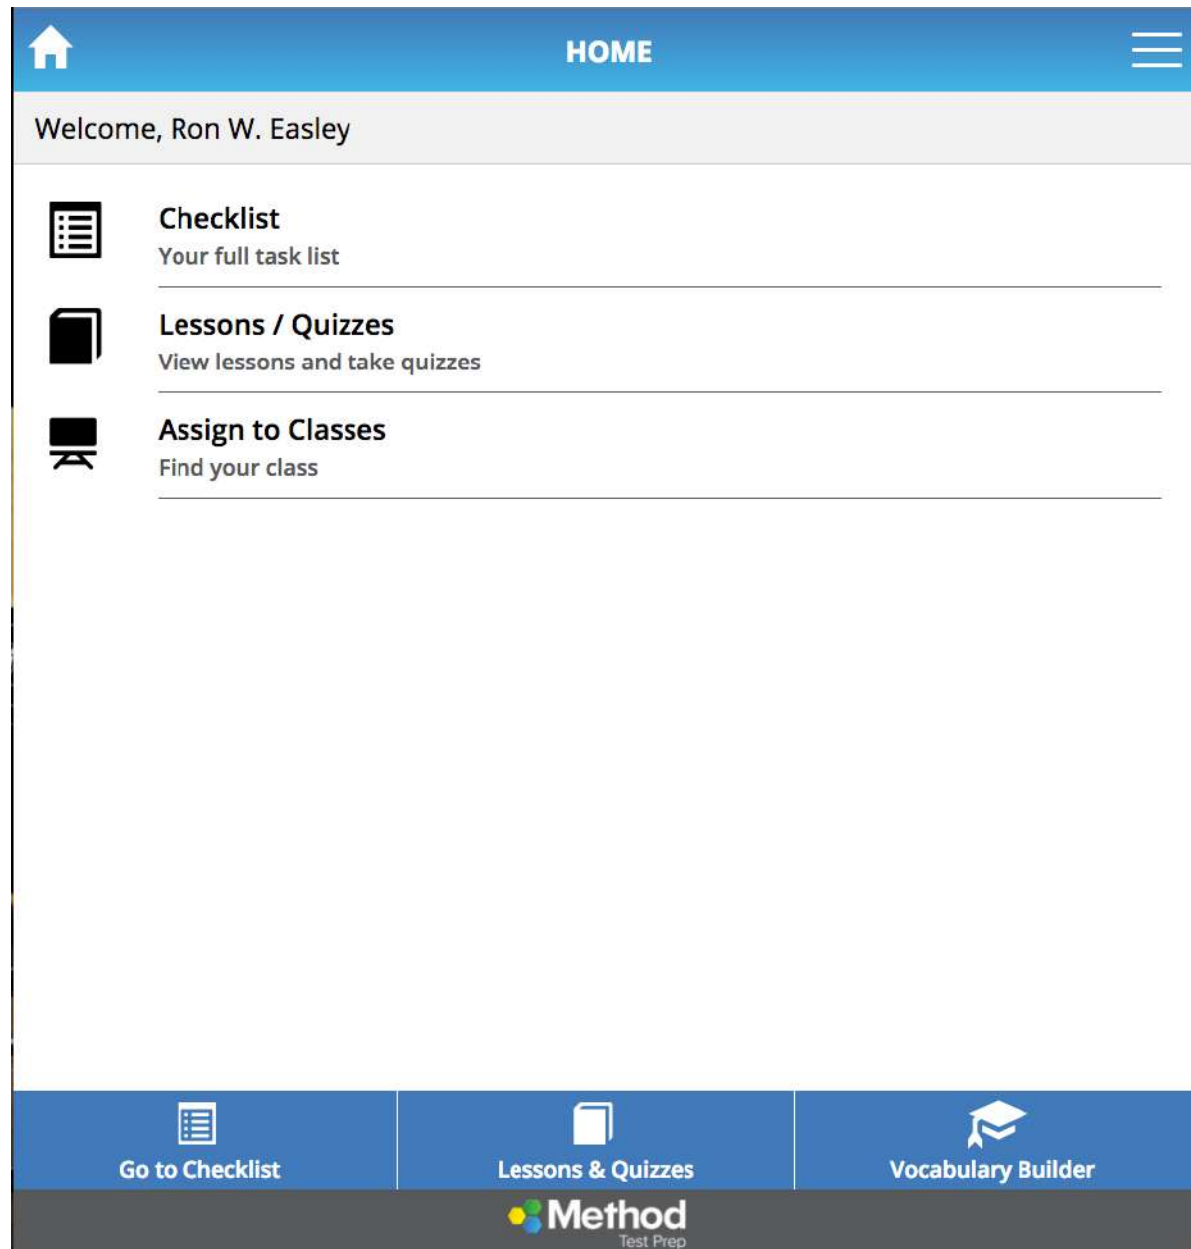 HOME
Welcome, Ron W. Easley
Checklist
Your full task list
Lessons / Quizzes
View lessons and take quizzes
Assign to Classes
Find your class
Go to Checklist
Lessons & Quizzes
Vocabulary Builder
Method
Test Prep